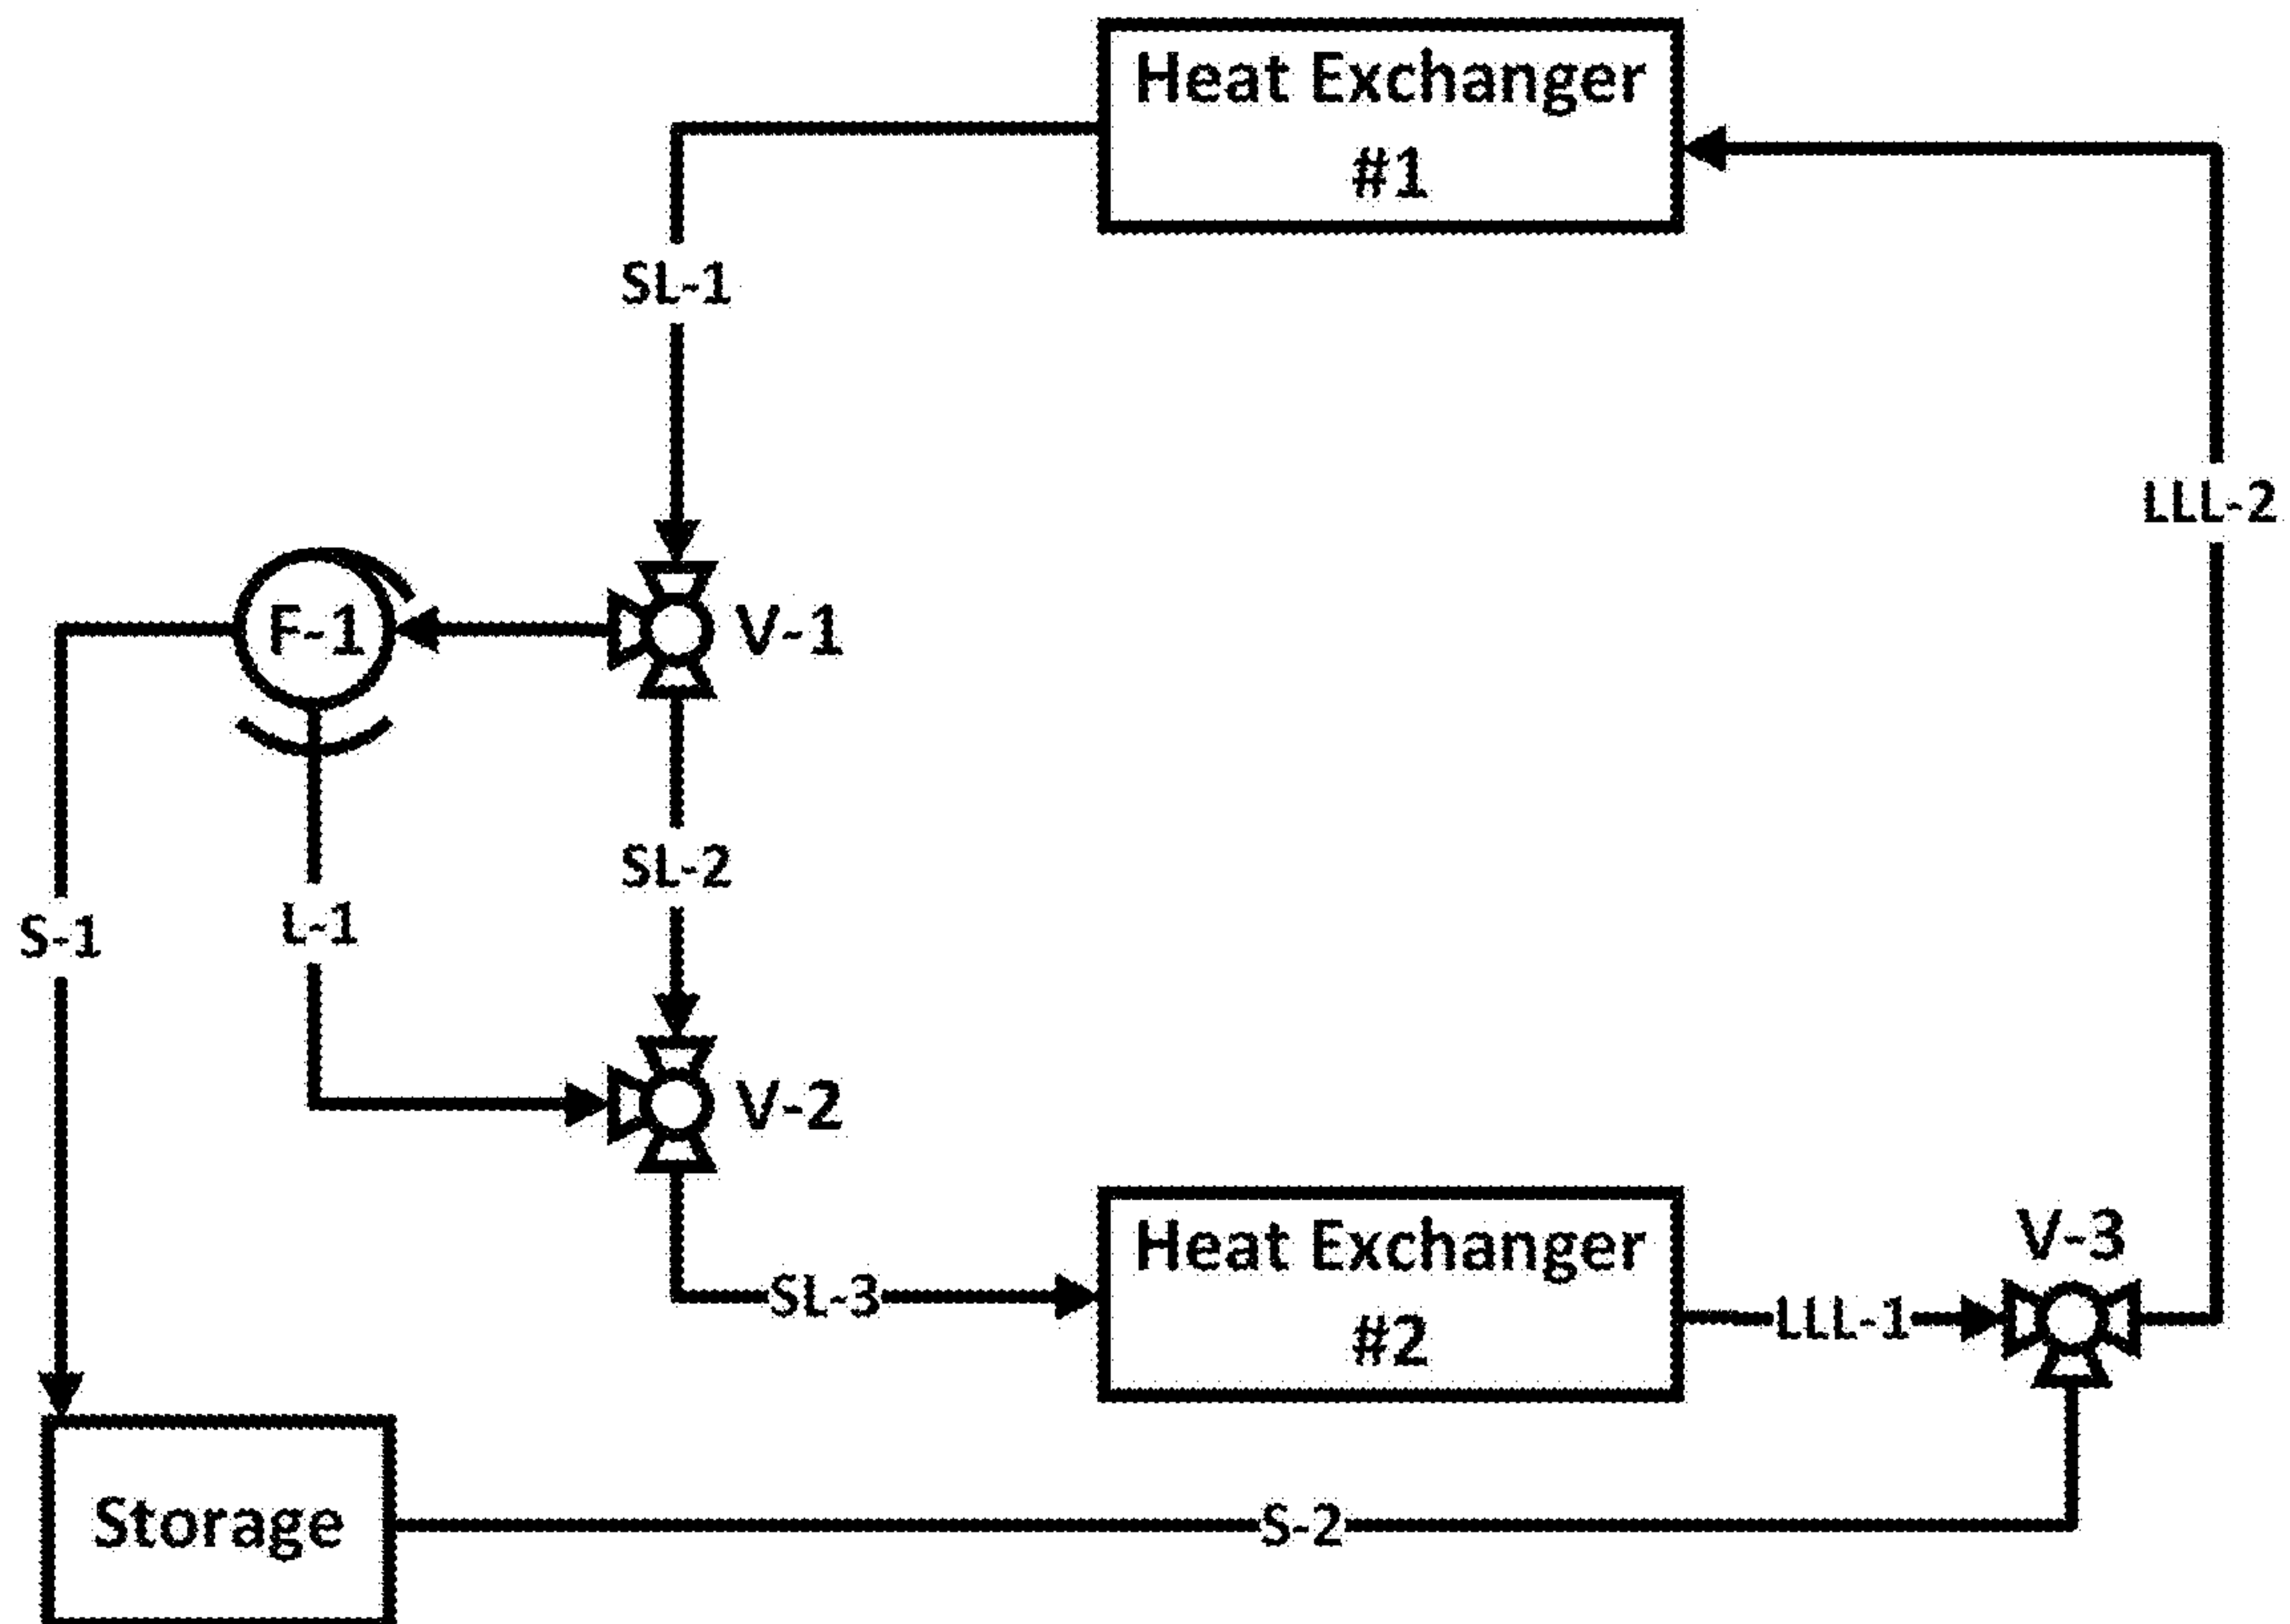 Heat Exchanger
#1
SL-1
LLL-2
F-1
V-1
SL-2
S-1
L-1
V-2
Heat Exchanger
#2
V-3
SL-3
LLL-1
Storage
S-2